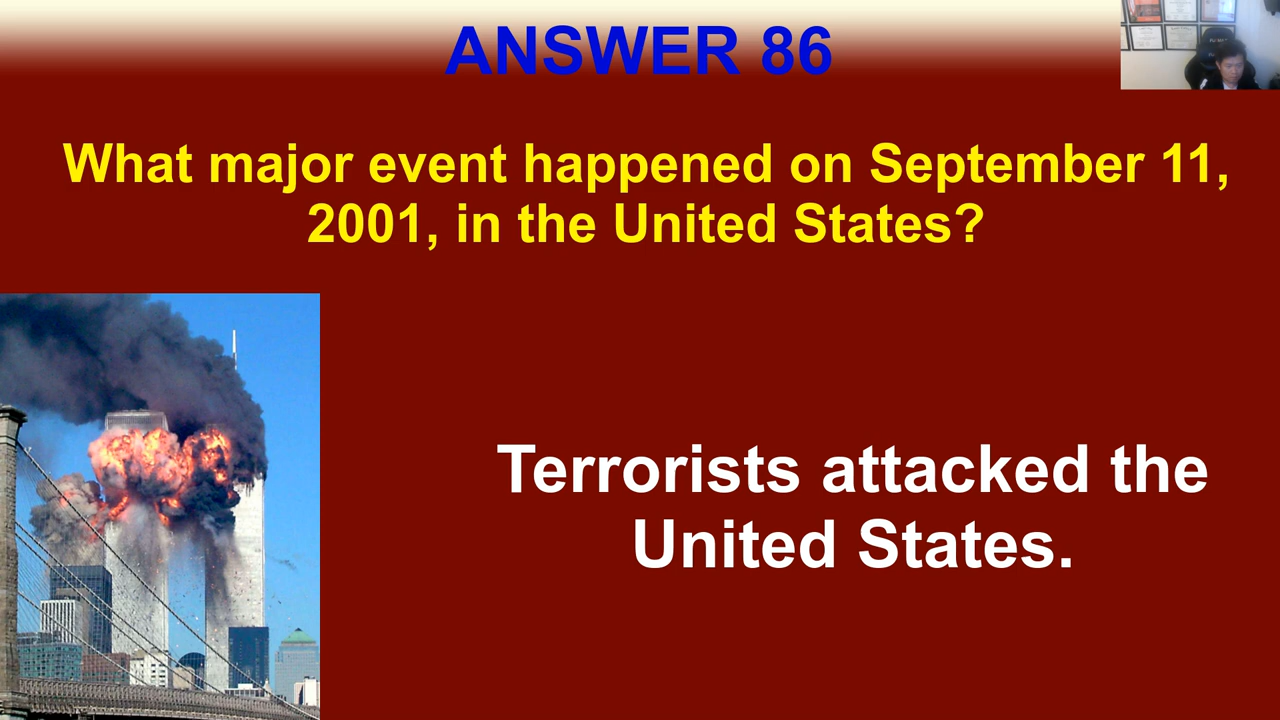 ANSWER 86
What major event happened on September 11,
2001, in the United States?
Terrorists attacked the
United States.